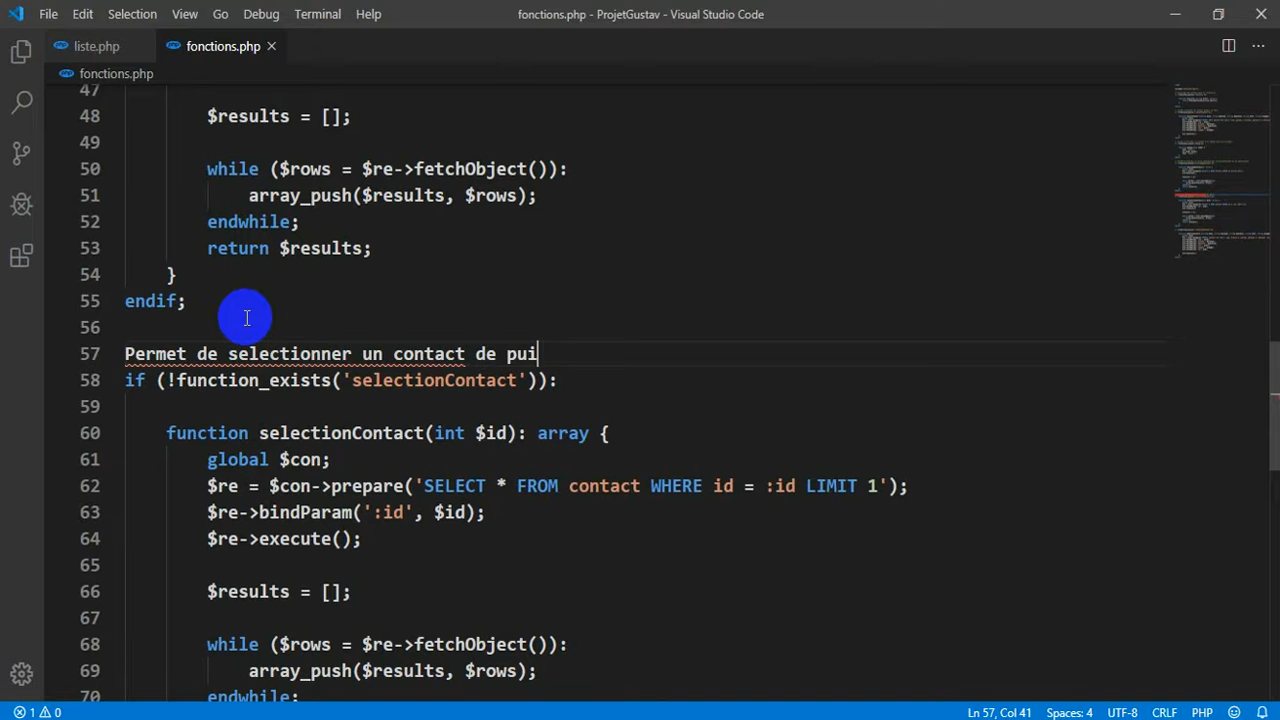 File Edit Selection View Go Debug Terminal Help fonctions.php - ProjetGustav - Visual Studio Code
liste.php fonctions.php
fonctions.php
47
48 $results = [];
49
50 while ($rows = $re->fetchObject()):
51 array_push($results, $rows);
52 endwhile;
53 return $results;
54 }
55 endif;
56
57 Permet de selectionner un contact de pui
58 if (!function_exists('selectionContact')):
59
60 function selectionContact(int $id): array {
61 global $con;
62 $re = $con->prepare('SELECT * FROM contact WHERE id = :id LIMIT 1');
63 $re->bindParam(':id', $id);
64 $re->execute();
65
66 $results = [];
67
68 while ($rows = $re->fetchObject()):
69 array_push($results, $rows);
70 endwhile;
1 0 Ln 57, Col 41 Spaces: 4 UTF-8 CRLF PHP